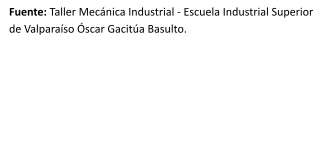 Fuente: Taller Mecánica Industrial - Escuela Industrial Superior
de Valparaíso Óscar Gacitúa Basulto.